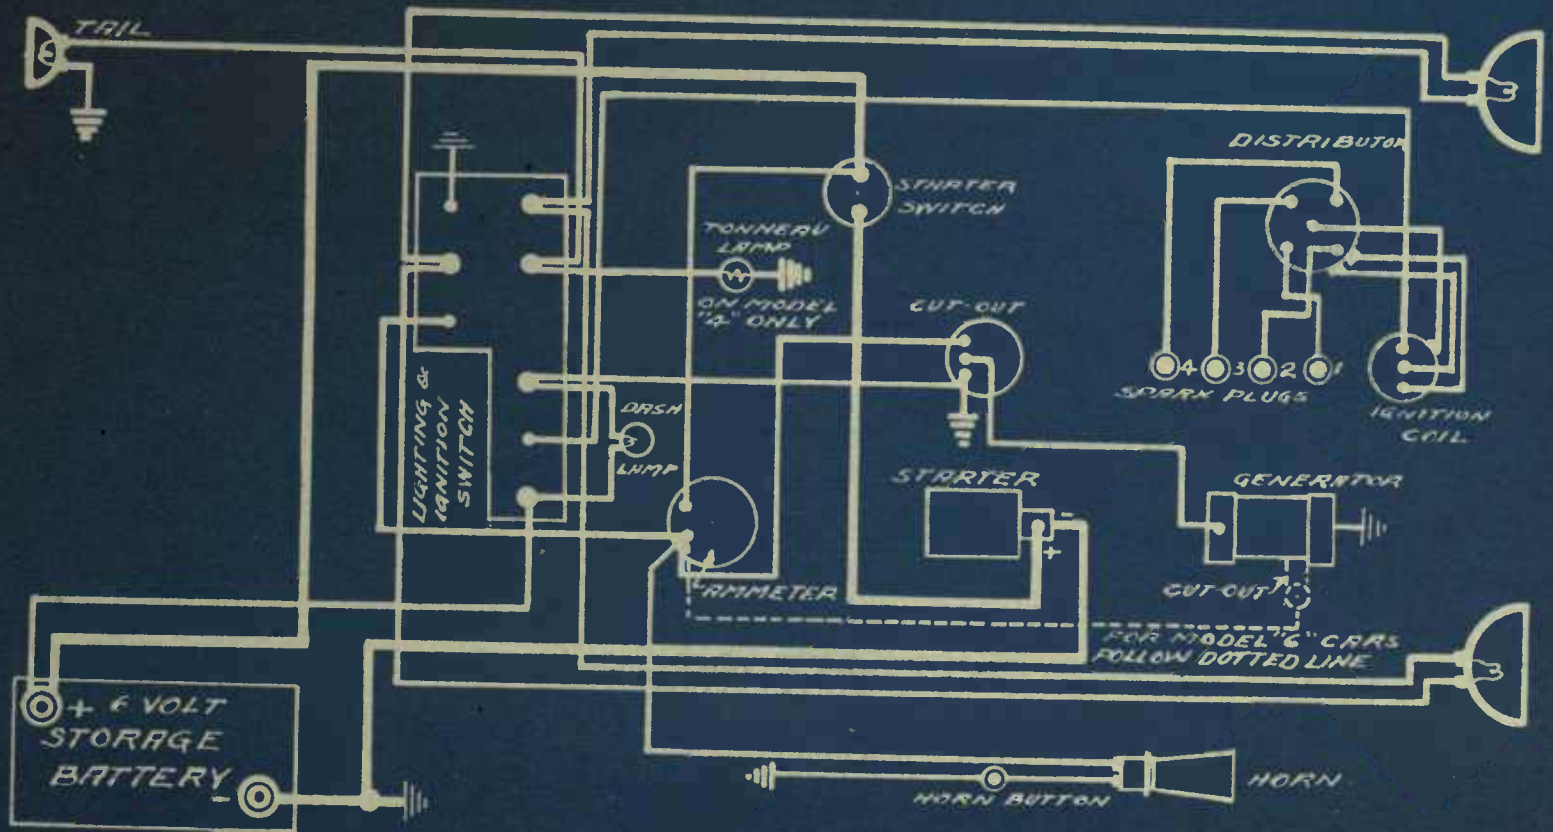 TAIL
DISTRIBUTOR
STARTER
SWITCH
TONNEAU
LAMP
ON MODEL
"4" ONLY
CUT-OUT
4 3 2 1
SPARK PLUGS
IGNITION
COIL
LIGHTING &
IGNITION
SWITCH
DASH
LAMP
STARTER
- 
+
GENERATOR
AMMETER
CUT-OUT
FOR MODEL "6" CARS
FOLLOW DOTTED LINE
+ 6 VOLT
STORAGE
BATTERY
-
HORN
HORN BUTTON